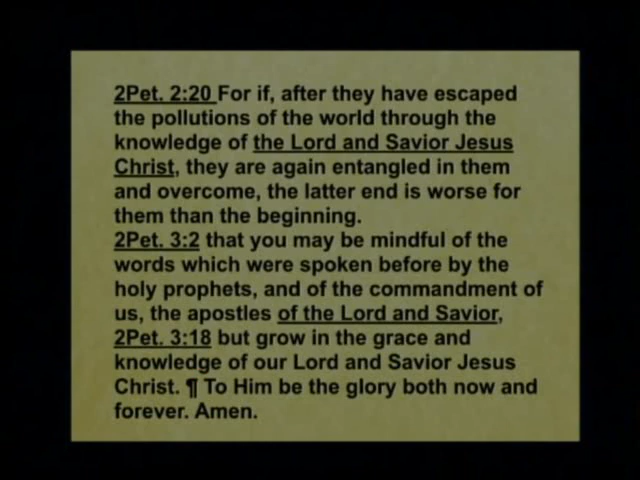 2Pet. 2:20 For if, after they have escaped
the pollutions of the world through the
knowledge of the Lord and Savior Jesus
Christ, they are again entangled in them
and overcome, the latter end is worse for
them than the beginning.
2Pet. 3:2 that you may be mindful of the
words which were spoken before by the
holy prophets, and of the commandment of
us, the apostles of the Lord and Savior,
2Pet. 3:18 but grow in the grace and
knowledge of our Lord and Savior Jesus
Christ. ¶ To Him be the glory both now and
forever. Amen.